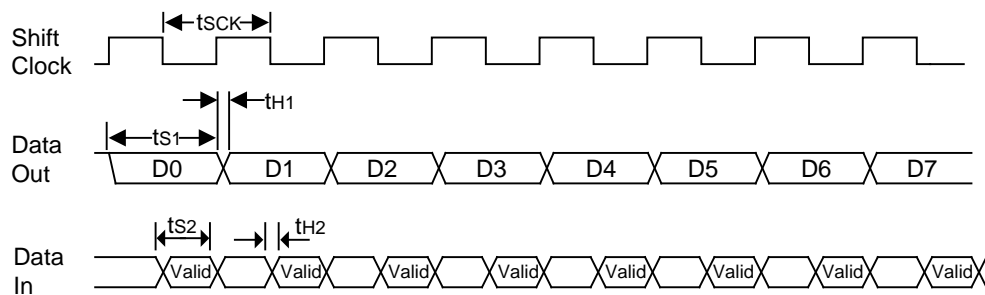 Shift
Clock
tSCK
tH1
tS1
Data
Out
D0 D1 D2 D3 D4 D5 D6 D7
tS2
tH2
Data
In
Valid Valid Valid Valid Valid Valid Valid Valid